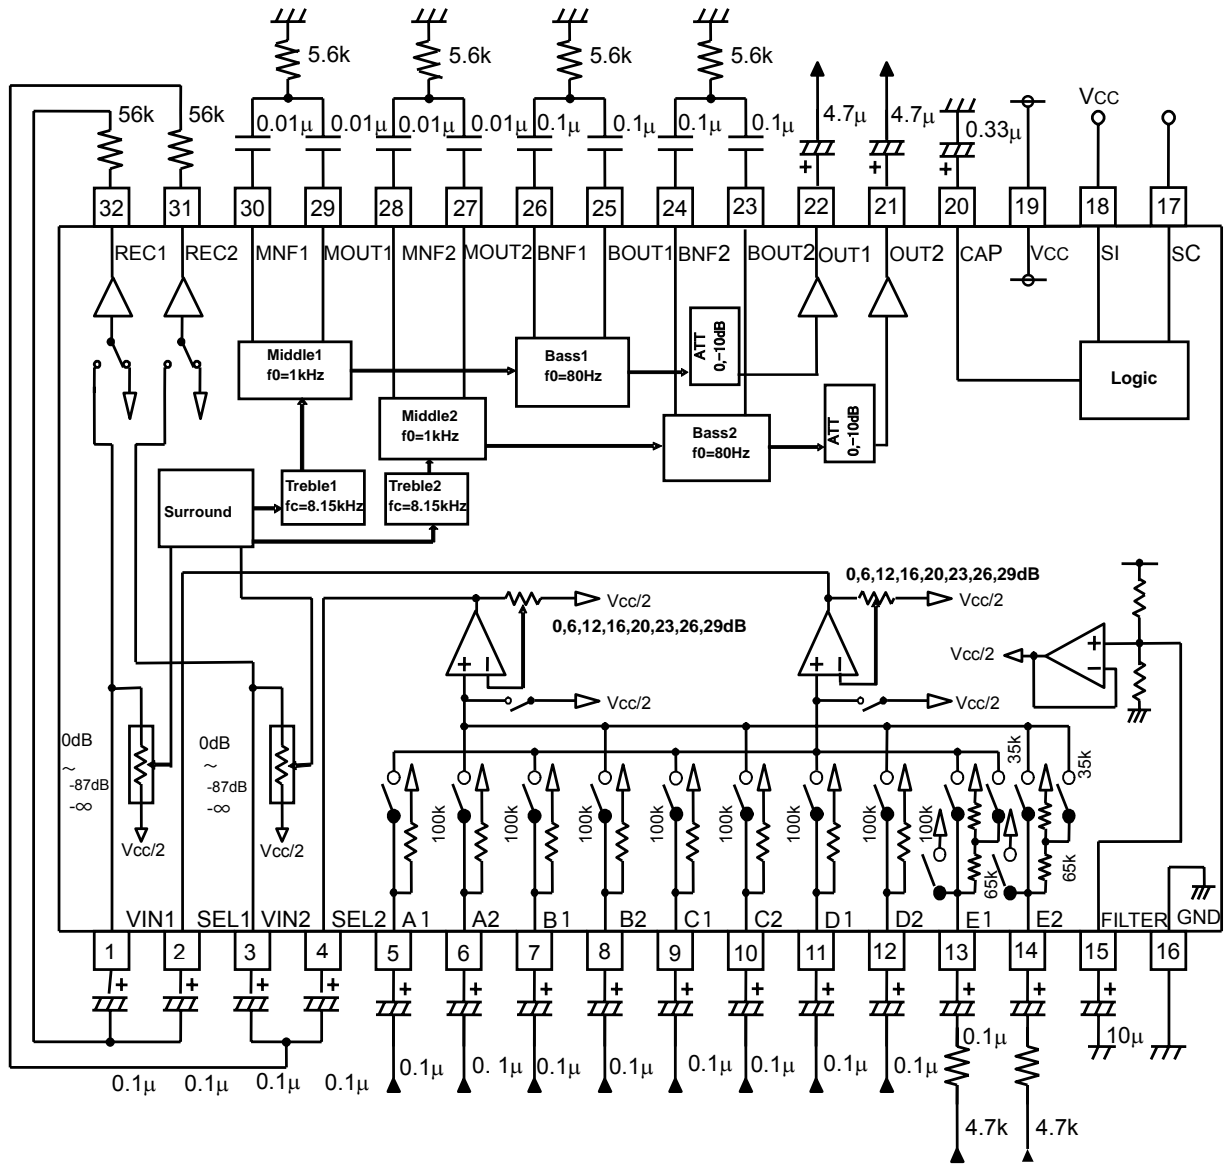 5.6k 5.6k 5.6k 5.6k
56k 56k 0.01μ 0.01μ 0.01μ 0.01μ 0.1μ 0.1μ 0.1μ 0.1μ 4.7μ 4.7μ 0.33μ VCC
+ + +
32 31 30 29 28 27 26 25 24 23 22 21 20 19 18 17
REC1 REC2 MNF1 MOUT1 MNF2 MOUT2 BNF1 BOUT1 BNF2 BOUT2 OUT1 OUT2 CAP VCC SI SC
Middle1
f0=1kHz
Bass1
f0=80Hz
ATT
0,−10dB
Logic
Middle2
f0=1kHz
Bass2
f0=80Hz
ATT
0,−10dB
Surround
Treble1
fc=8.15kHz
Treble2
fc=8.15kHz
0,6,12,16,20,23,26,29dB
Vcc/2
Vcc/2
0,6,12,16,20,23,26,29dB
Vcc/2
+ −
+ −
+
−
Vcc/2
Vcc/2
0dB
~
-87dB
-∞
0dB
~
-87dB
-∞
Vcc/2
Vcc/2
35k 35k
100k 100k 100k 100k 100k 100k 100k 100k
65k 65k
VIN1 SEL1 VIN2 SEL2 A1 A2 B1 B2 C1 C2 D1 D2 E1 E2 FILTER GND
1 2 3 4 5 6 7 8 9 10 11 12 13 14 15 16
+ + + + + + + + + + + + + + +
0.1μ 10μ
0.1μ 0.1μ 0.1μ 0.1μ 0.1μ 0. 1μ 0.1μ 0.1μ 0.1μ 0.1μ 0.1μ
4.7k 4.7k